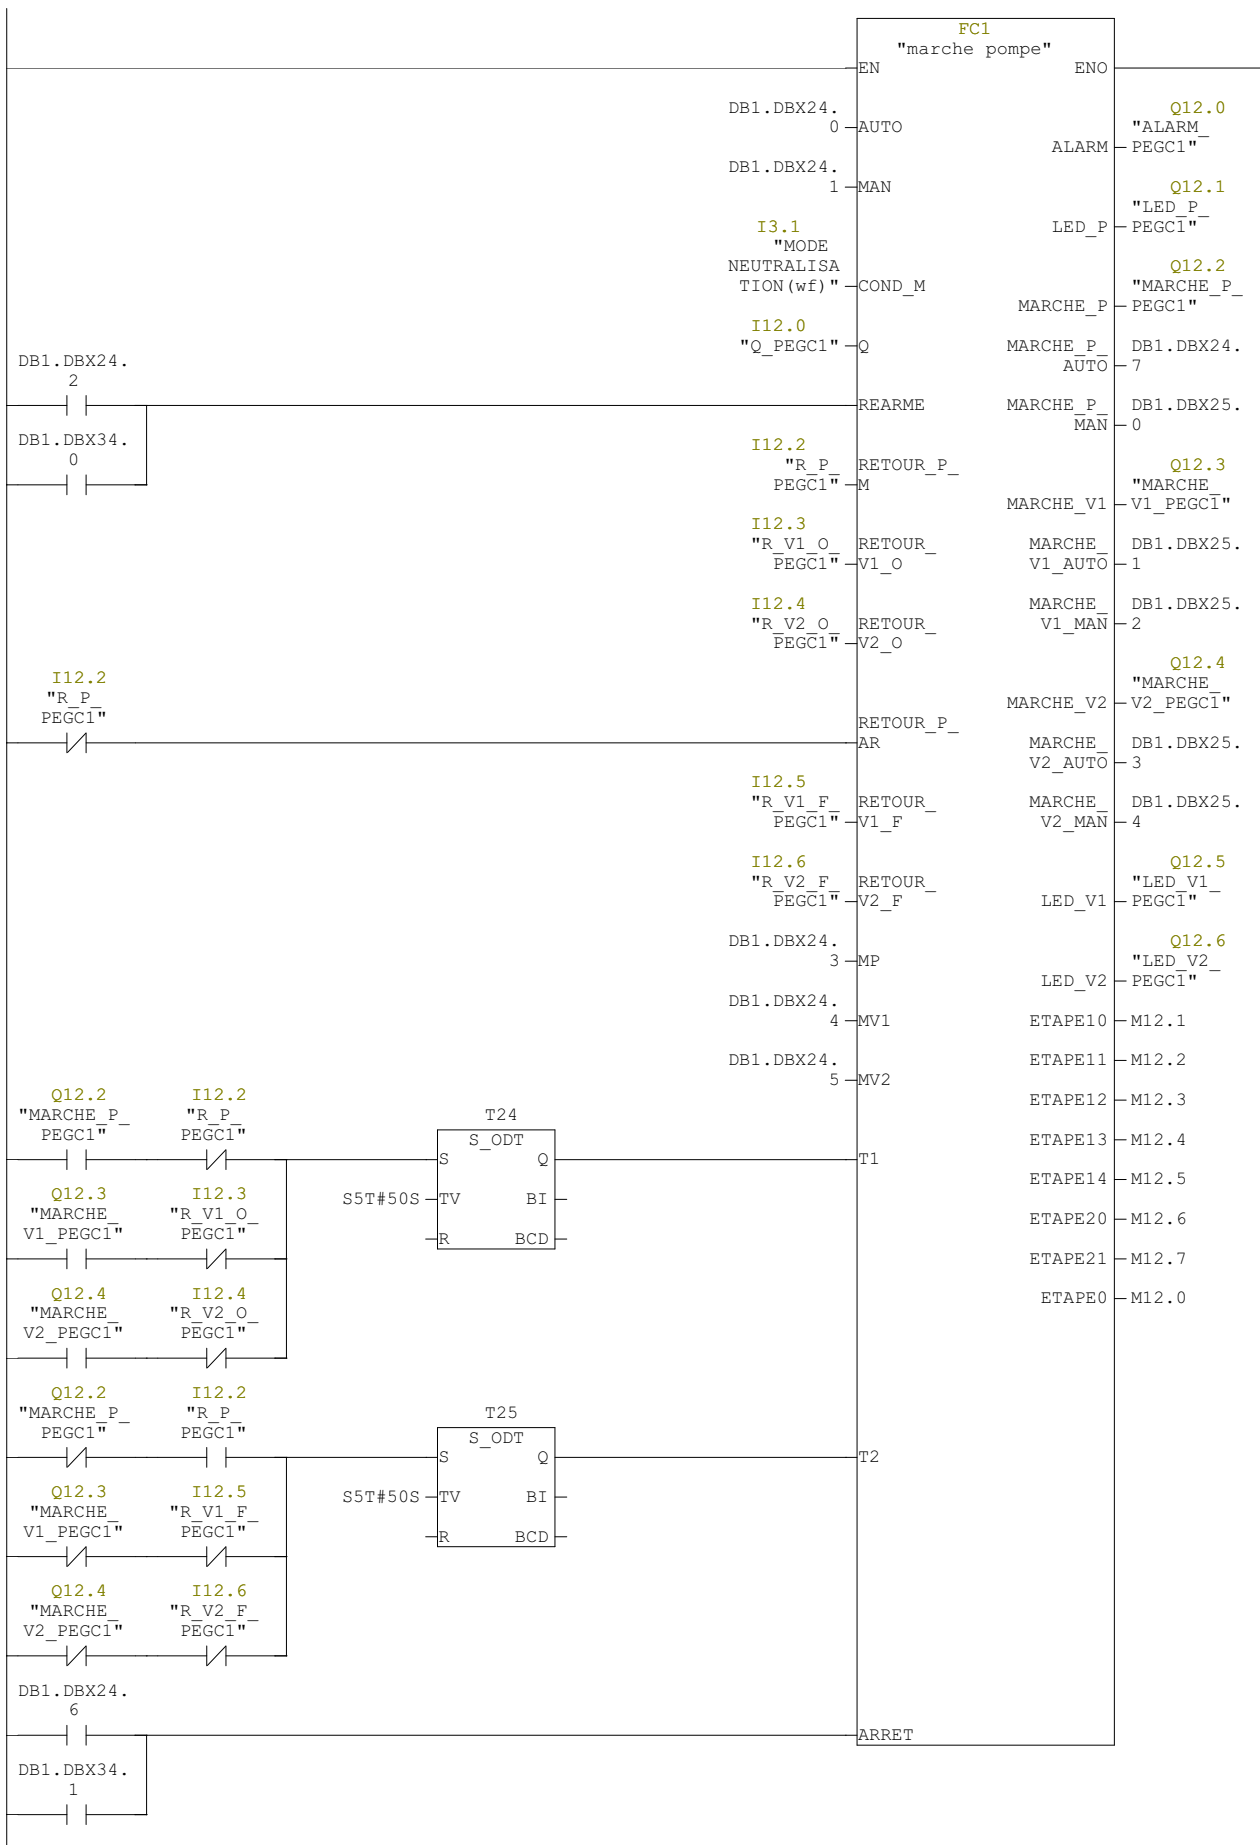 FC1
"marche pompe"
EN
ENO
DB1.DBX24.
0
AUTO
Q12.0
"ALARM_
ALARM
PEGC1"
DB1.DBX24.
1
MAN
Q12.1
"LED_P_
LED_P
PEGC1"
I3.1
"MODE
NEUTRALISA
TION(wf)"
COND_M
Q12.2
"MARCHE_P_
MARCHE_P
PEGC1"
I12.0
"Q_PEGC1"
Q
MARCHE_P_
AUTO
DB1.DBX24.
7
DB1.DBX24.
2
DB1.DBX34.
0
REARME
MARCHE_P_
MAN
DB1.DBX25.
0
I12.2
"R_P_
PEGC1"
RETOUR_P_
M
Q12.3
"MARCHE_
MARCHE_V1
V1_PEGC1"
I12.3
"R_V1_O_
PEGC1"
RETOUR_
V1_O
MARCHE_
V1_AUTO
DB1.DBX25.
1
I12.4
"R_V2_O_
PEGC1"
RETOUR_
V2_O
MARCHE_
V1_MAN
DB1.DBX25.
2
I12.2
"R_P_
PEGC1"
RETOUR_P_
AR
Q12.4
"MARCHE_
MARCHE_V2
V2_PEGC1"
MARCHE_
V2_AUTO
DB1.DBX25.
3
I12.5
"R_V1_F_
PEGC1"
RETOUR_
V1_F
MARCHE_
V2_MAN
DB1.DBX25.
4
I12.6
"R_V2_F_
PEGC1"
RETOUR_
V2_F
Q12.5
"LED_V1_
LED_V1
PEGC1"
DB1.DBX24.
3
MP
Q12.6
"LED_V2_
LED_V2
PEGC1"
DB1.DBX24.
4
MV1
ETAPE10
M12.1
DB1.DBX24.
5
MV2
ETAPE11
M12.2
ETAPE12
M12.3
ETAPE13
M12.4
ETAPE14
M12.5
ETAPE20
M12.6
ETAPE21
M12.7
ETAPE0
M12.0
Q12.2
"MARCHE_P_
PEGC1"
I12.2
"R_P_
PEGC1"
T24
S_ODT
S
Q
T1
Q12.3
"MARCHE_
V1_PEGC1"
I12.3
"R_V1_O_
PEGC1"
S5T#50S
TV
BI
R
BCD
Q12.4
"MARCHE_
V2_PEGC1"
I12.4
"R_V2_O_
PEGC1"
Q12.2
"MARCHE_P_
PEGC1"
I12.2
"R_P_
PEGC1"
T25
S_ODT
S
Q
T2
Q12.3
"MARCHE_
V1_PEGC1"
I12.5
"R_V1_F_
PEGC1"
S5T#50S
TV
BI
R
BCD
Q12.4
"MARCHE_
V2_PEGC1"
I12.6
"R_V2_F_
PEGC1"
DB1.DBX24.
6
ARRET
DB1.DBX34.
1